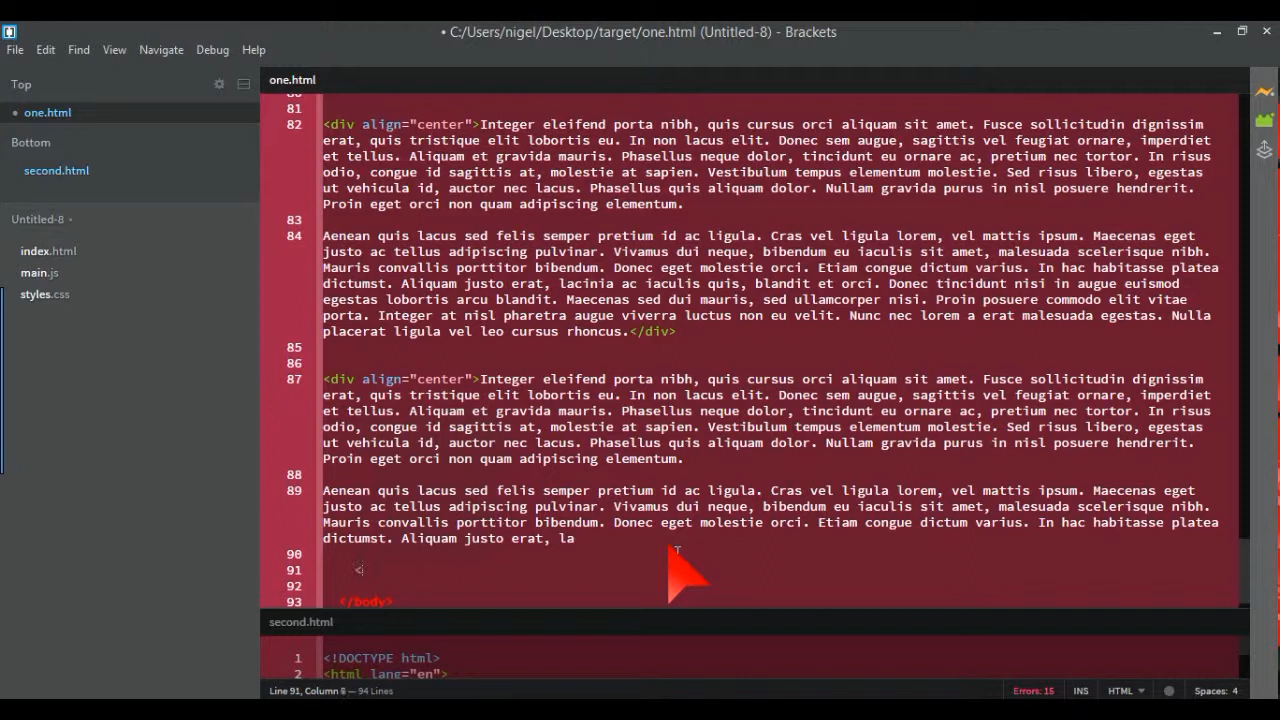 • C:/Users/nigel/Desktop/target/one.html (Untitled-8) - Brackets
File Edit Find View Navigate Debug Help
Top
• one.html
Bottom
second.html
Untitled-8
index.html
main.js
styles.css
one.html
81
82 <div align="center">Integer eleifend porta nibh, quis cursus orci aliquam sit amet. Fusce sollicitudin dignissim
erat, quis tristique elit lobortis eu. In non lacus elit. Donec sem augue, sagittis vel feugiat ornare, imperdiet
et tellus. Aliquam et gravida mauris. Phasellus neque dolor, tincidunt eu ornare ac, pretium nec tortor. In risus
odio, congue id sagittis at, molestie at sapien. Vestibulum tempus elementum molestie. Sed risus libero, egestas
ut vehicula id, auctor nec lacus. Phasellus quis aliquam dolor. Nullam gravida purus in nisl posuere hendrerit.
Proin eget orci non quam adipiscing elementum.
83
84 Aenean quis lacus sed felis semper pretium id ac ligula. Cras vel ligula lorem, vel mattis ipsum. Maecenas eget
justo ac tellus adipiscing pulvinar. Vivamus dui neque, bibendum eu iaculis sit amet, malesuada scelerisque nibh.
Mauris convallis porttitor bibendum. Donec eget molestie orci. Etiam congue dictum varius. In hac habitasse platea
dictumst. Aliquam justo erat, lacinia ac iaculis quis, blandit et orci. Donec tincidunt nisi in augue euismod
egestas lobortis arcu blandit. Maecenas sed dui mauris, sed ullamcorper nisi. Proin posuere commodo elit vitae
porta. Integer at nisl pharetra augue viverra luctus non eu velit. Nunc nec lorem a erat malesuada egestas. Nulla
placerat ligula vel leo cursus rhoncus.</div>
85
86
87 <div align="center">Integer eleifend porta nibh, quis cursus orci aliquam sit amet. Fusce sollicitudin dignissim
erat, quis tristique elit lobortis eu. In non lacus elit. Donec sem augue, sagittis vel feugiat ornare, imperdiet
et tellus. Aliquam et gravida mauris. Phasellus neque dolor, tincidunt eu ornare ac, pretium nec tortor. In risus
odio, congue id sagittis at, molestie at sapien. Vestibulum tempus elementum molestie. Sed risus libero, egestas
ut vehicula id, auctor nec lacus. Phasellus quis aliquam dolor. Nullam gravida purus in nisl posuere hendrerit.
Proin eget orci non quam adipiscing elementum.
88
89 Aenean quis lacus sed felis semper pretium id ac ligula. Cras vel ligula lorem, vel mattis ipsum. Maecenas eget
justo ac tellus adipiscing pulvinar. Vivamus dui neque, bibendum eu iaculis sit amet, malesuada scelerisque nibh.
Mauris convallis porttitor bibendum. Donec eget molestie orci. Etiam congue dictum varius. In hac habitasse platea
dictumst. Aliquam justo erat, la
90
91 <
92
93 </body>
second.html
1 <!DOCTYPE html>
2 <html lang="en">
Line 91, Column 6 — 94 Lines
Errors: 15 INS HTML Spaces: 4